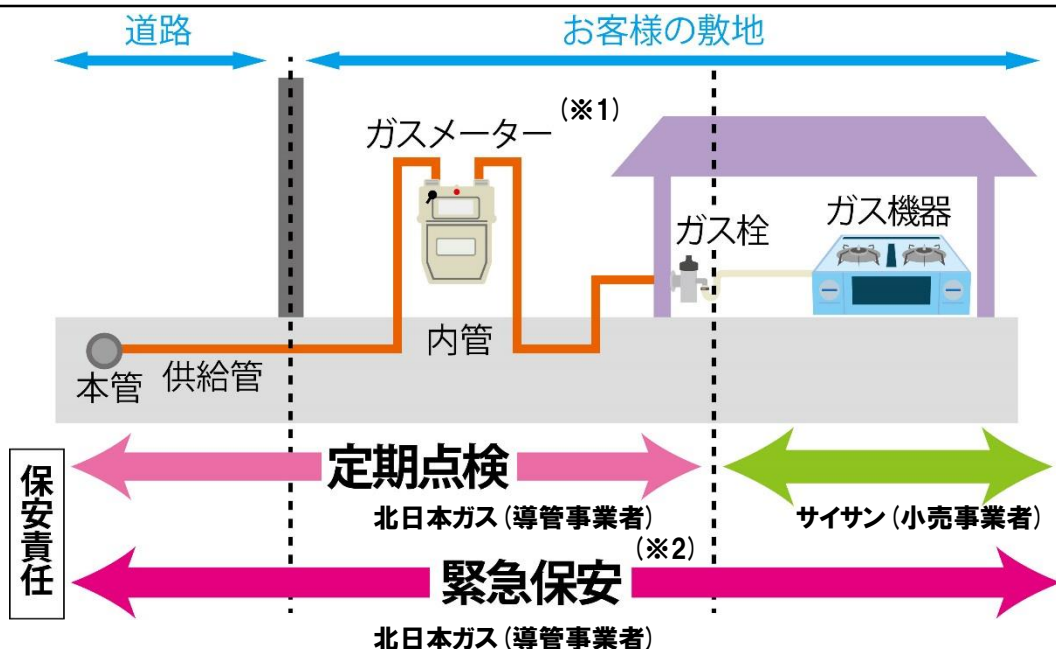 道路
お客様の敷地
ガスメーター (※1)
ガス栓
ガス機器
本管
供給管
内管
保安責任
定期点検
北日本ガス(導管事業者)
サイサン(小売事業者)
緊急保安 (※2)
北日本ガス(導管事業者)